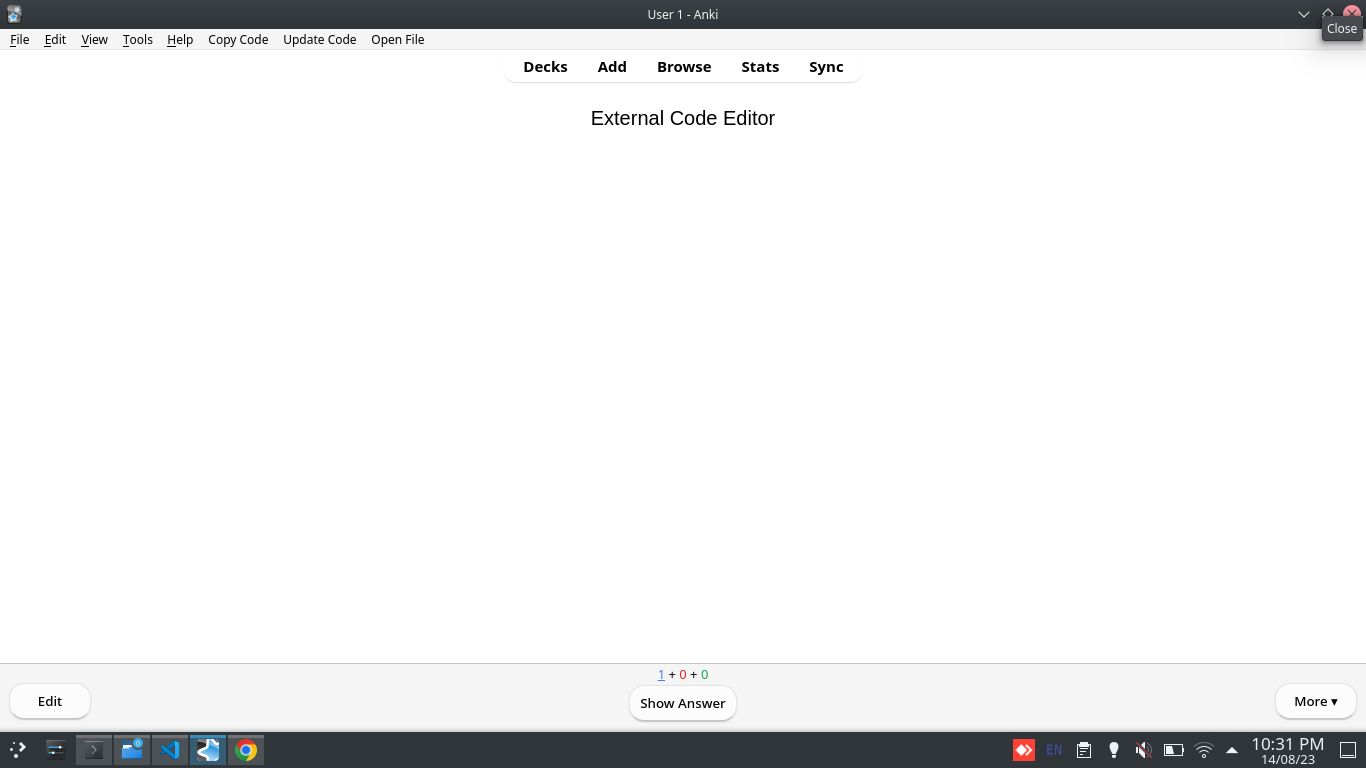 User 1 - Anki
Close
File Edit View Tools Help Copy Code Update Code Open File
Decks Add Browse Stats Sync
External Code Editor
1 + 0 + 0
Edit Show Answer More ▾
0
EN 10:31 PM
14/08/23